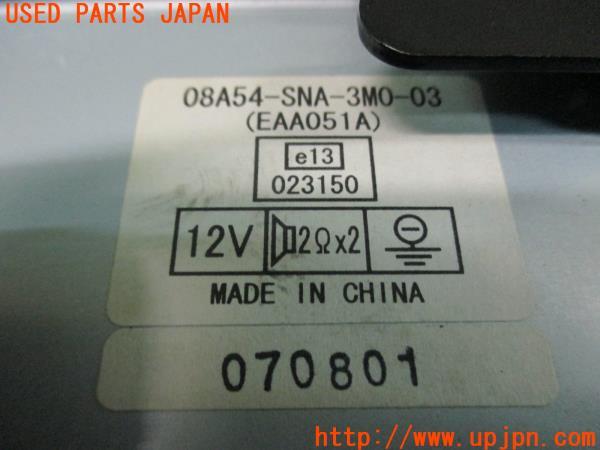 USED PARTS JAPAN
08A54-SNA-3M0-03
(EAA051A)
e13
023150
12V
2Ωx2
MADE IN CHINA
070801
http://www.upjpn.com